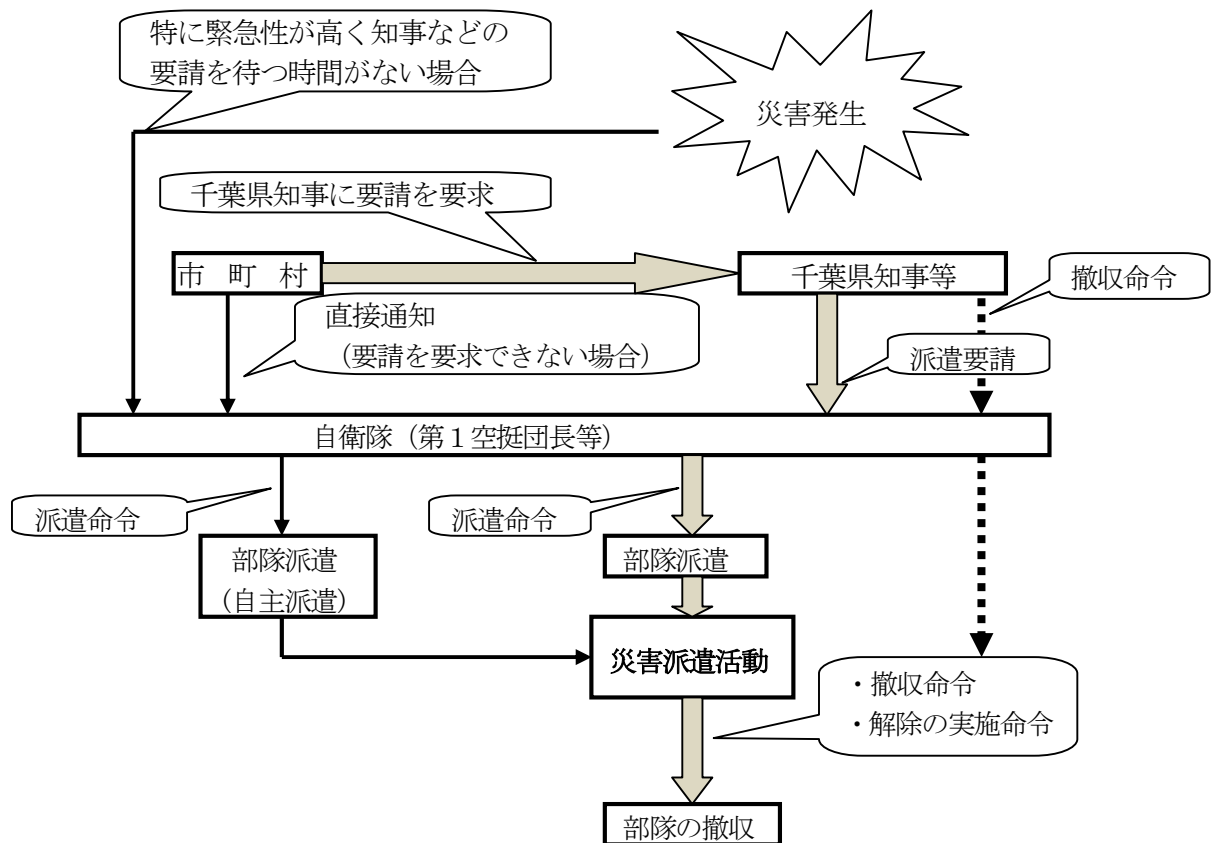 特に緊急性が高く知事などの
要請を待つ時間がない場合
災害発生
千葉県知事に要請を要求
市　町　村
千葉県知事等
撤収命令
直接通知
（要請を要求できない場合）
派遣要請
自衛隊（第１空挺団長等）
派遣命令
派遣命令
部隊派遣
（自主派遣）
部隊派遣
災害派遣活動
・撤収命令
・解除の実施命令
部隊の撤収